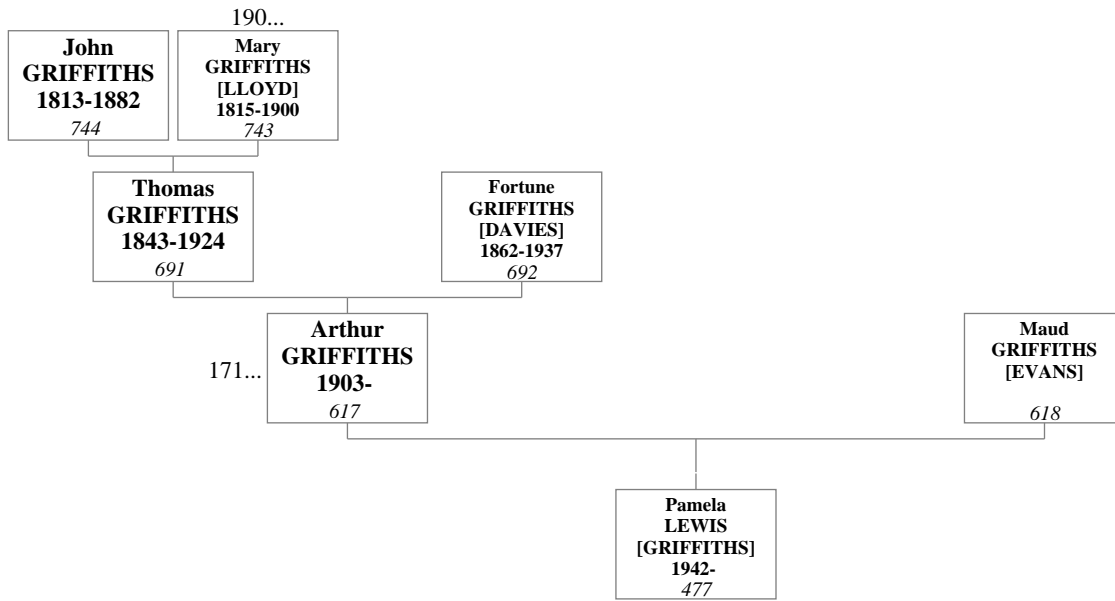 190...
John
GRIFFITHS
1813-1882
744
Mary
GRIFFITHS
[LLOYD]
1815-1900
743
Thomas
GRIFFITHS
1843-1924
691
Fortune
GRIFFITHS
[DAVIES]
1862-1937
692
171...
Arthur
GRIFFITHS
1903-
617
Maud
GRIFFITHS
[EVANS]
618
Pamela
LEWIS
[GRIFFITHS]
1942-
477